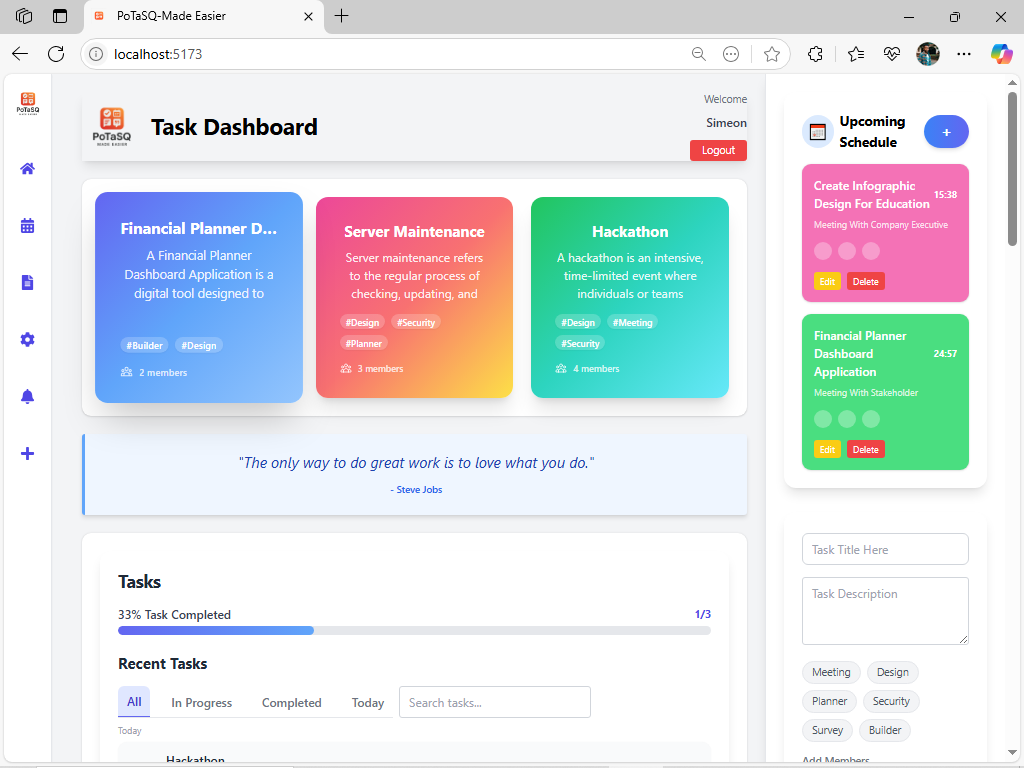 PoTaSQ-Made Easier
localhost:5173
PoTaSQ
PoTaSQ
MADE EASIER
Task Dashboard
Welcome
Simeon
Logout
Financial Planner D...
A Financial Planner
Dashboard Application is a
digital tool designed to
#Builder #Design
2 members
Server Maintenance
Server maintenance refers
to the regular process of
checking, updating, and
#Design #Security
#Planner
3 members
Hackathon
A hackathon is an intensive,
time-limited event where
individuals or teams
#Design #Meeting
#Security
4 members
"The only way to do great work is to love what you do."
- Steve Jobs
Tasks
33% Task Completed 1/3
Recent Tasks
All In Progress Completed Today Search tasks...
Today
Hackathon
Upcoming
Schedule
+
Create Infographic
Design For Education
15:38
Meeting With Company Executive
Edit Delete
Financial Planner
Dashboard
Application
24:57
Meeting With Stakeholder
Edit Delete
Task Title Here
Task Description
Meeting Design
Planner Security
Survey Builder
Add Members